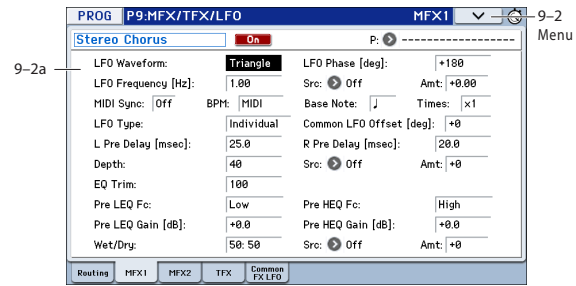 PROG P9:MFX/TFX/LFO MFX1
9–2
Menu
Stereo Chorus On P: ----------------
9–2a
LFO Waveform: Triangle LFO Phase [deg]: +180
LFO Frequency [Hz]: 1.00 Src: Off Amt: +0.00
MIDI Sync: Off BPM: MIDI Base Note: ♩ Times: x1
LFO Type: Individual Common LFO Offset [deg]: +0
L Pre Delay [msec]: 25.0 R Pre Delay [msec]: 20.0
Depth: 40 Src: Off Amt: +0
EQ Trim: 100
Pre LEQ Fc: Low Pre HEQ Fc: High
Pre LEQ Gain [dB]: +0.0 Pre HEQ Gain [dB]: +0.0
Wet/Dry: 50:50 Src: Off Amt: +0
Routing MFX1 MFX2 TFX Common FX LFO